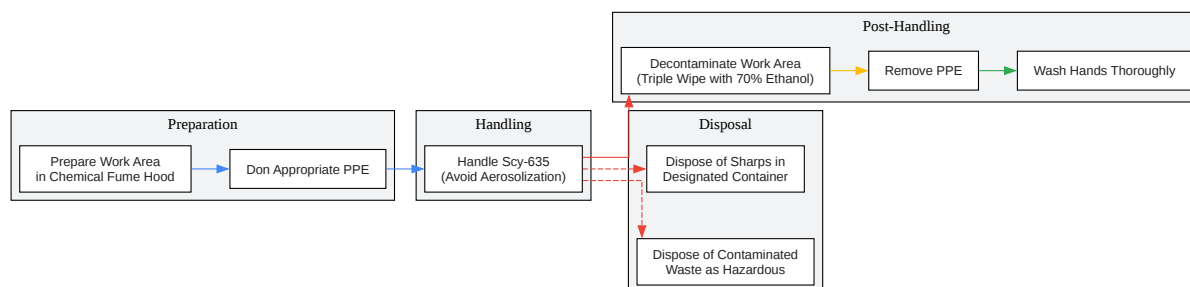 Post-Handling
Decontaminate Work Area
(Triple Wipe with 70% Ethanol)
Remove PPE
Wash Hands Thoroughly
Preparation
Prepare Work Area
in Chemical Fume Hood
Don Appropriate PPE
Handling
Handle Scy-635
(Avoid Aerosolization)
Disposal
Dispose of Sharps in
Designated Container
Dispose of Contaminated
Waste as Hazardous